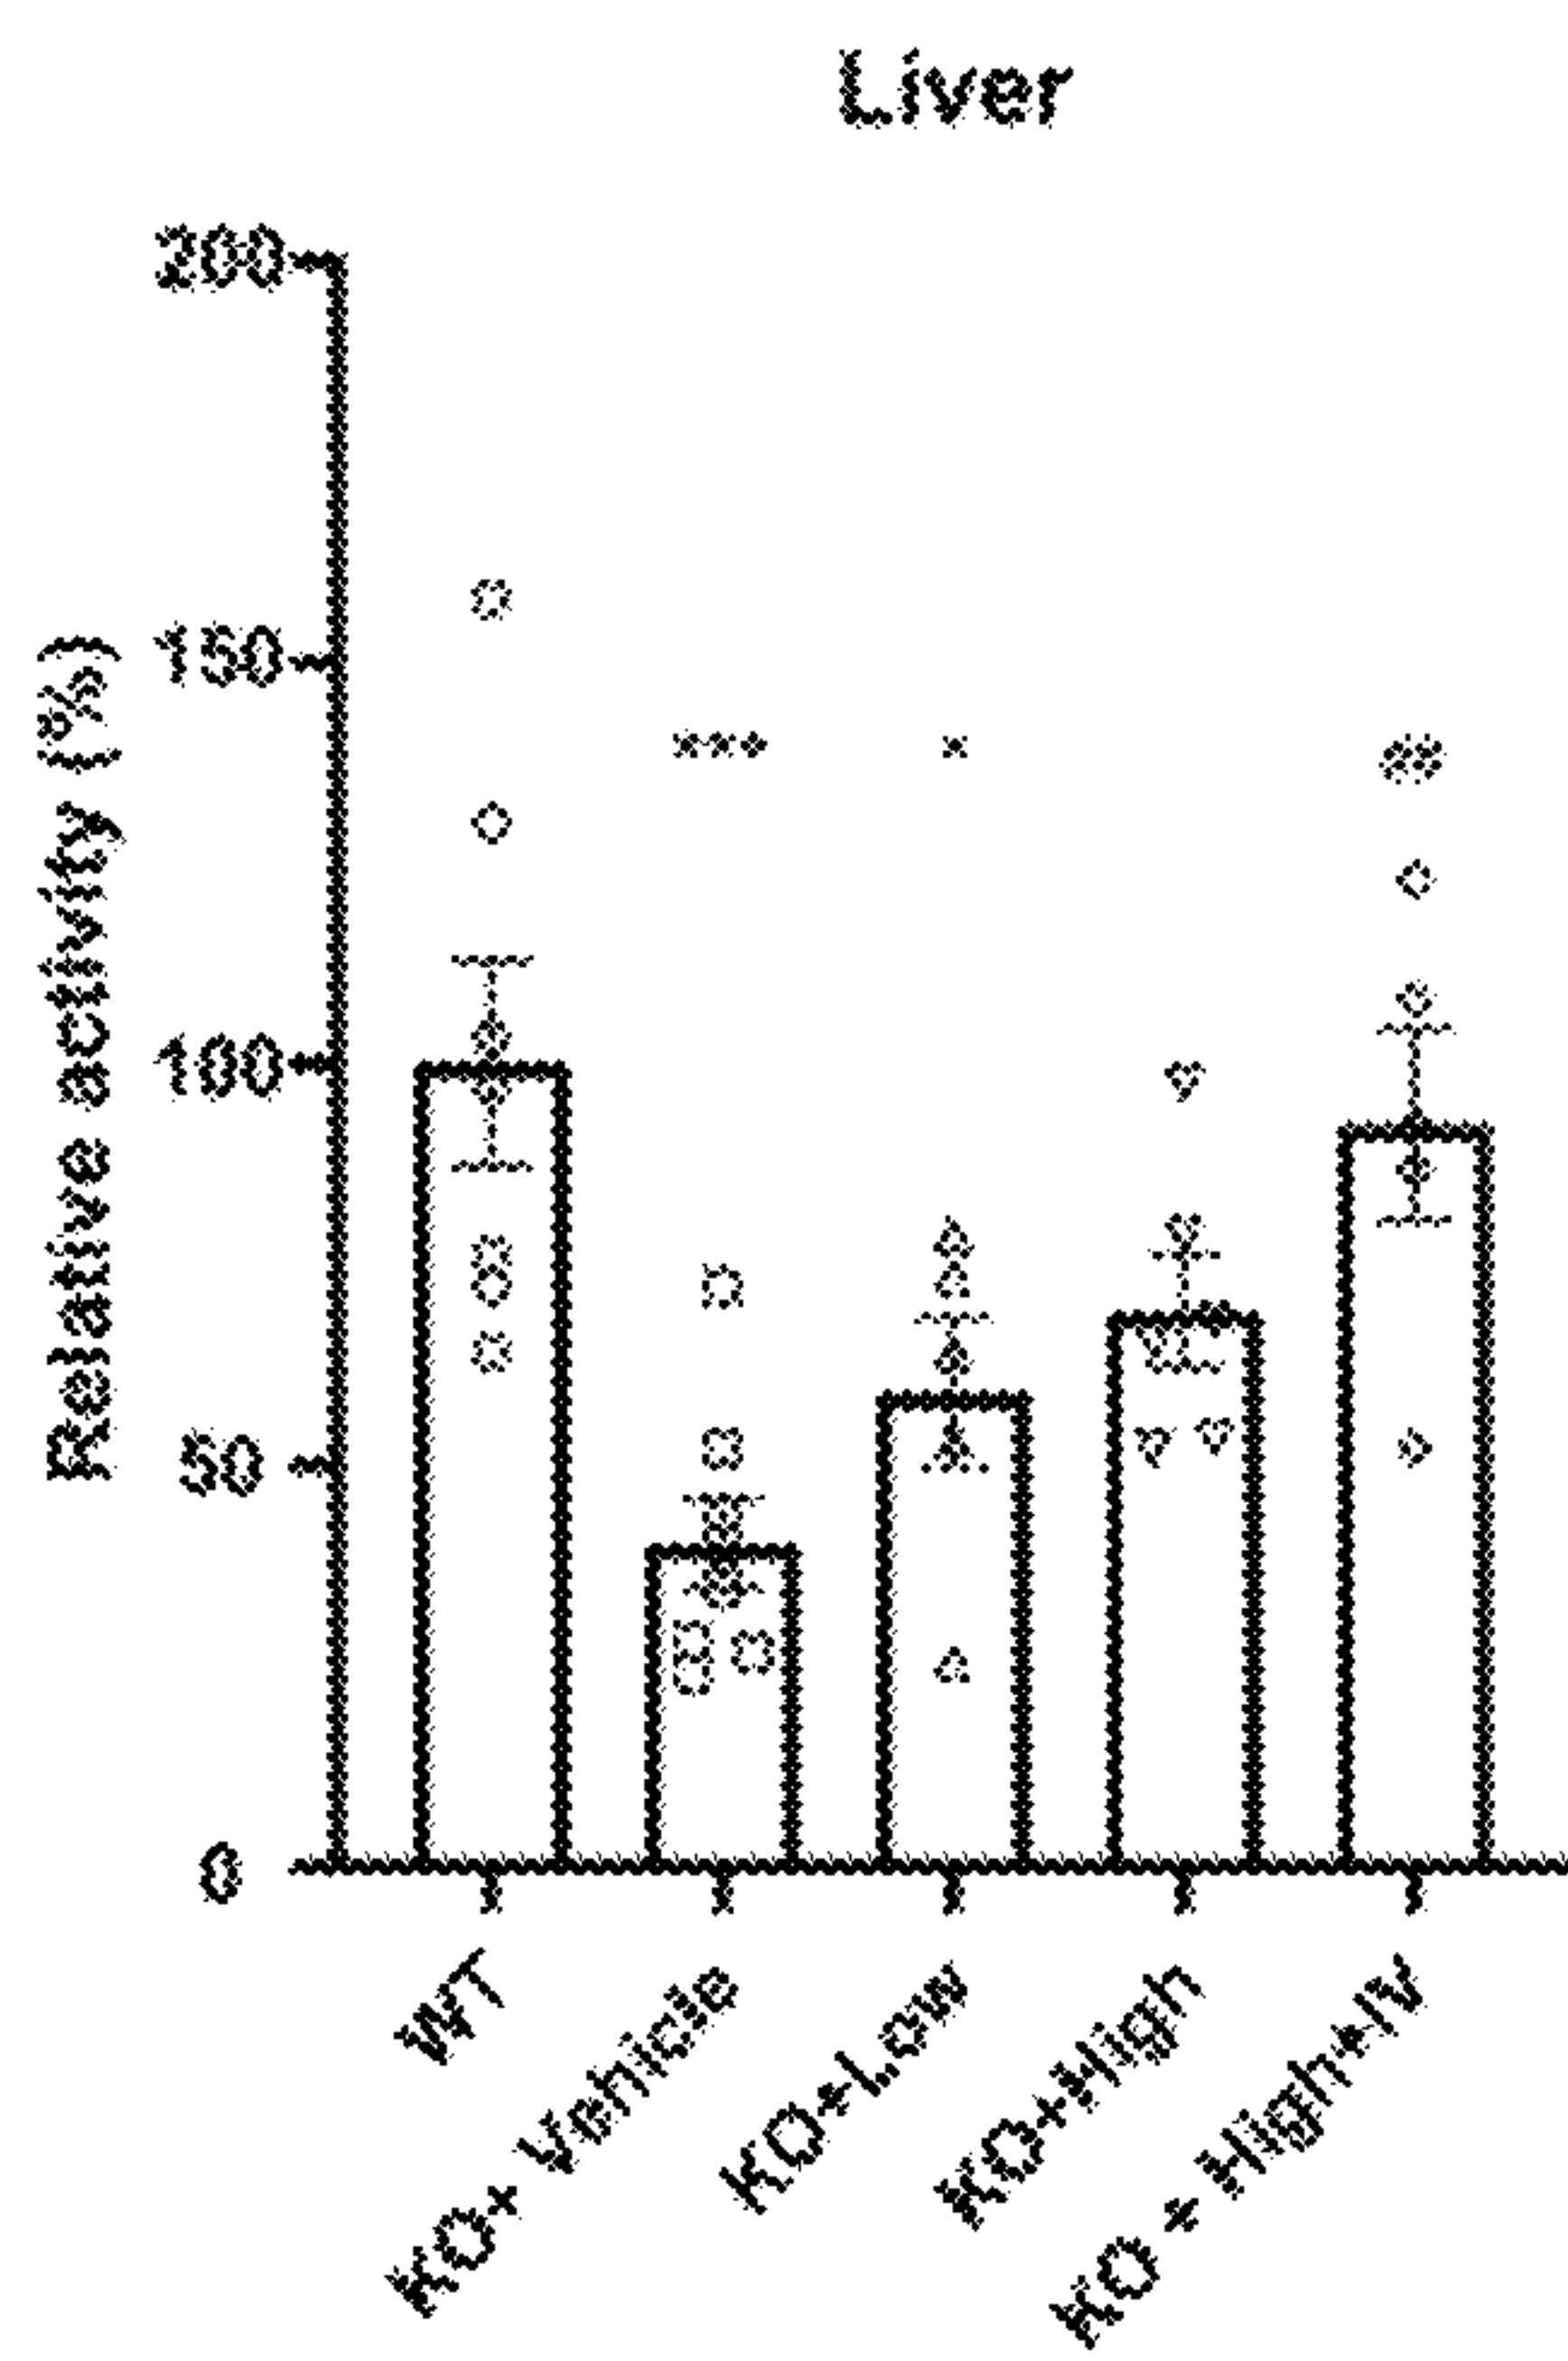 Liver
Relative activity (%)
200
150
100
50
0
***
*
##
WT
KO+ Vehicle
KO+Low
KO+High
KO + High+IV